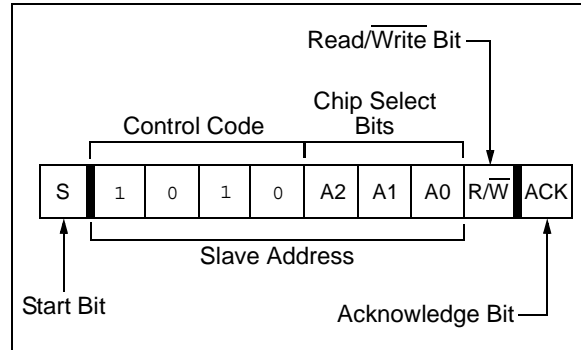 Read/Write Bit
Chip Select
Bits
Control Code
S 1 0 1 0 A2 A1 A0 R/W ACK
Slave Address
Start Bit
Acknowledge Bit